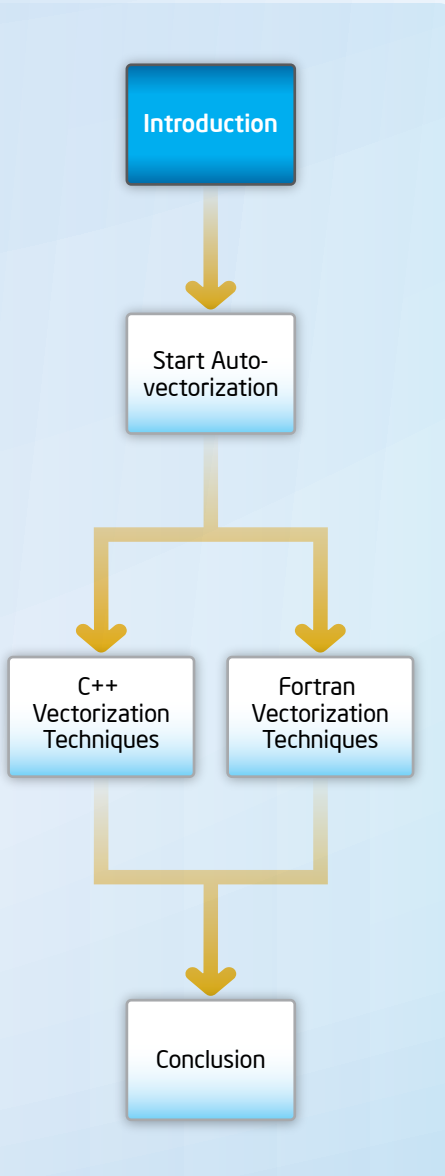 Introduction
Start Auto-
vectorization
C++
Vectorization
Techniques
Fortran
Vectorization
Techniques
Conclusion